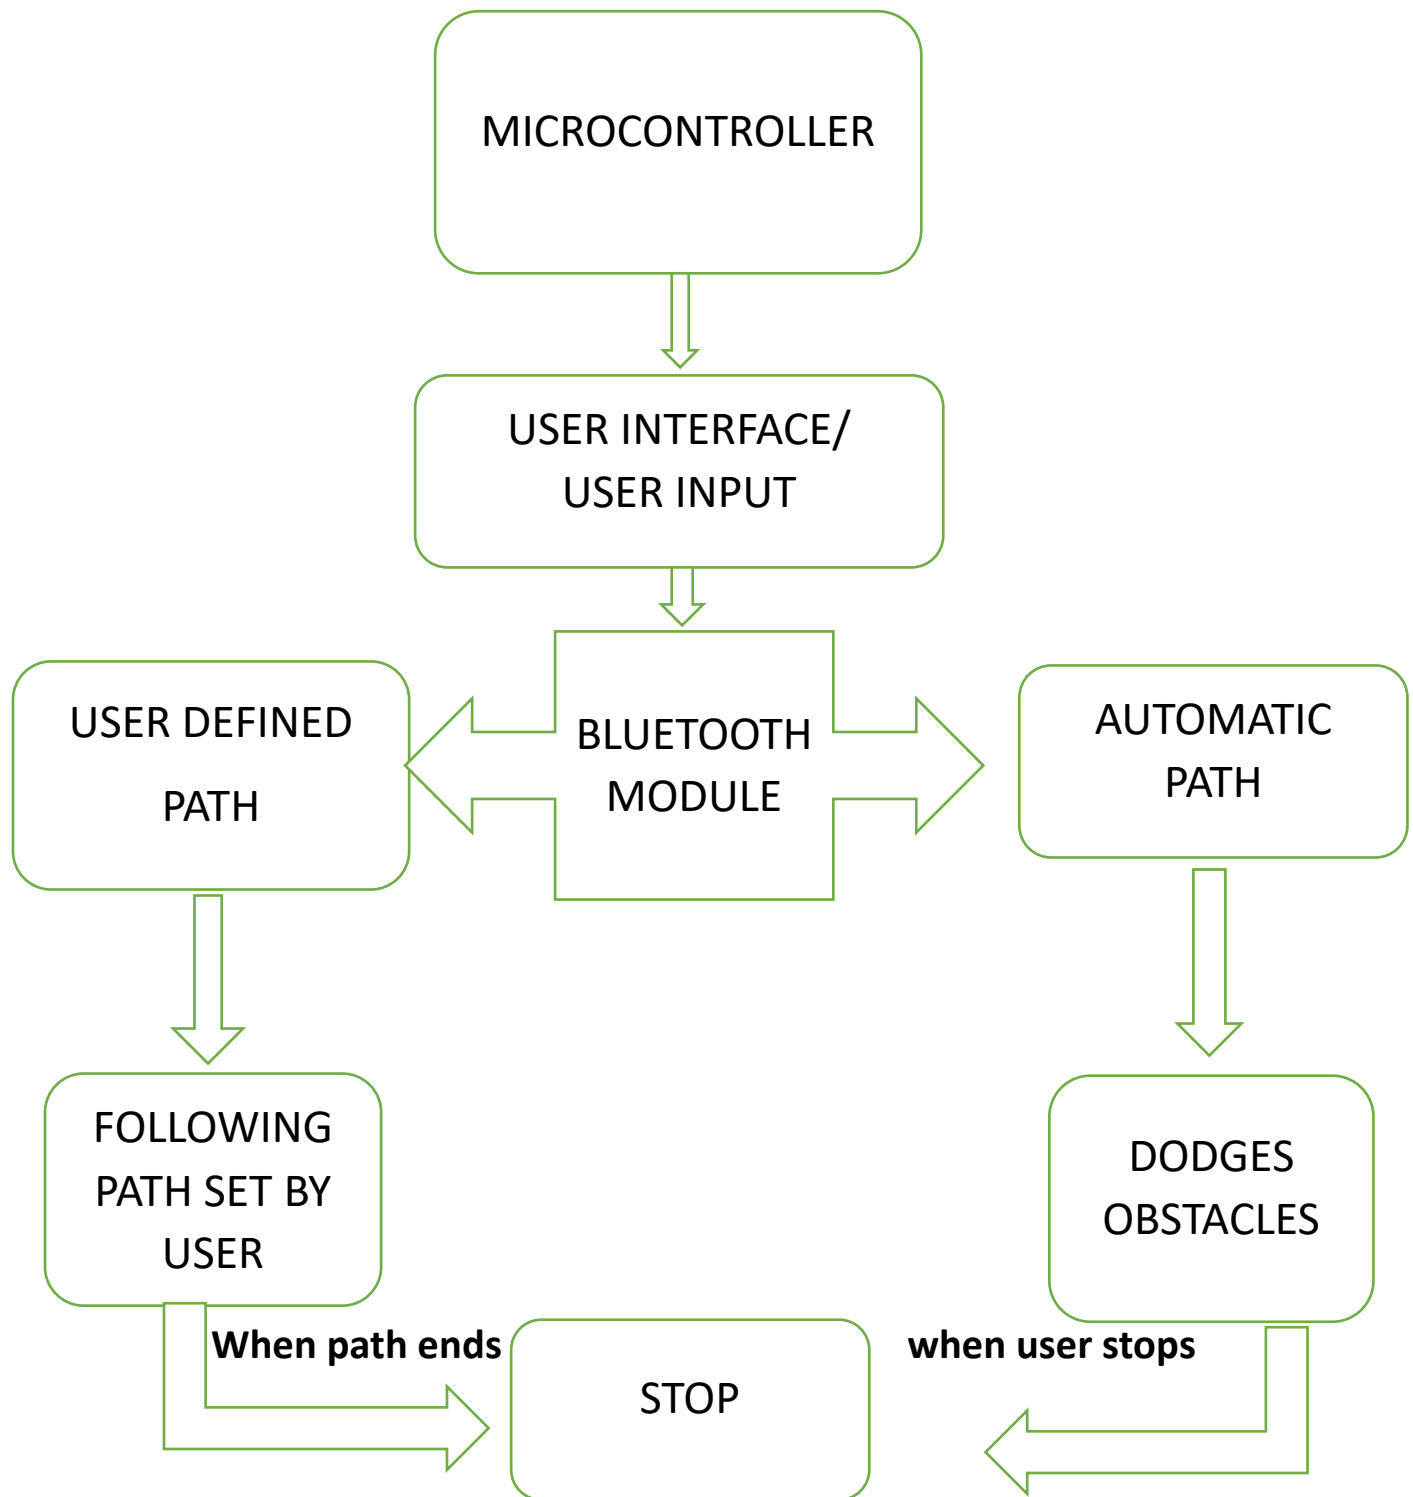 MICROCONTROLLER
USER INTERFACE/
USER INPUT
USER DEFINED
PATH
BLUETOOTH
MODULE
AUTOMATIC
PATH
FOLLOWING
PATH SET BY
USER
DODGES
OBSTACLES
When path ends
when user stops
STOP